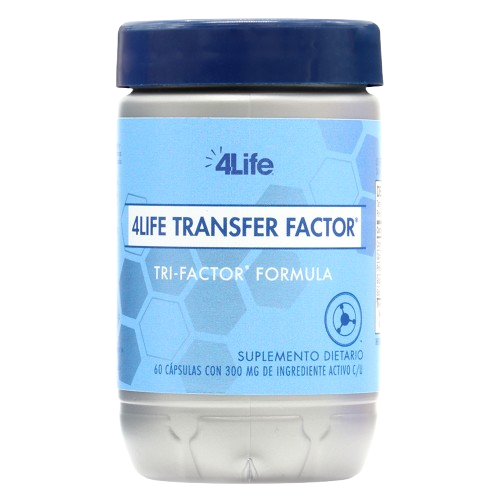 4Life
4LIFE TRANSFER FACTOR®
TRI-FACTOR® FORMULA
SUPLEMENTO DIETARIO
60 CÁPSULAS CON 300 MG DE INGREDIENTE ACTIVO C/U